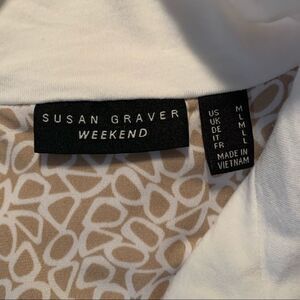 SUSAN GRAVER
WEEKEND
US M
UK L
DE M
IT L
FR L
MADE IN
VIETNAM